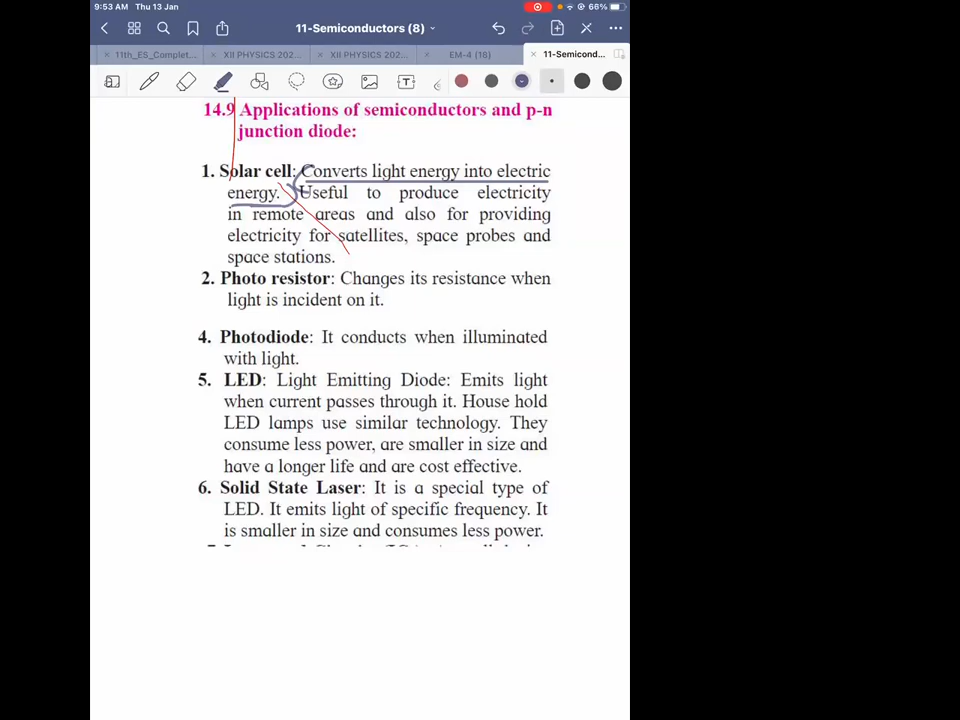 9:53 AM Thu 13 Jan
66%
11-Semiconductors (8)
11th_ES_Complet...
XII PHYSICS 202...
XII PHYSICS 202...
EM-4 (18)
11-Semicond...
14.9 Applications of semiconductors and p-n
junction diode:
1. Solar cell: Converts light energy into electric
energy. Useful to produce electricity
in remote areas and also for providing
electricity for satellites, space probes and
space stations.
2. Photo resistor: Changes its resistance when
light is incident on it.
4. Photodiode: It conducts when illuminated
with light.
5. LED: Light Emitting Diode: Emits light
when current passes through it. House hold
LED lamps use similar technology. They
consume less power, are smaller in size and
have a longer life and are cost effective.
6. Solid State Laser: It is a special type of
LED. It emits light of specific frequency. It
is smaller in size and consumes less power.